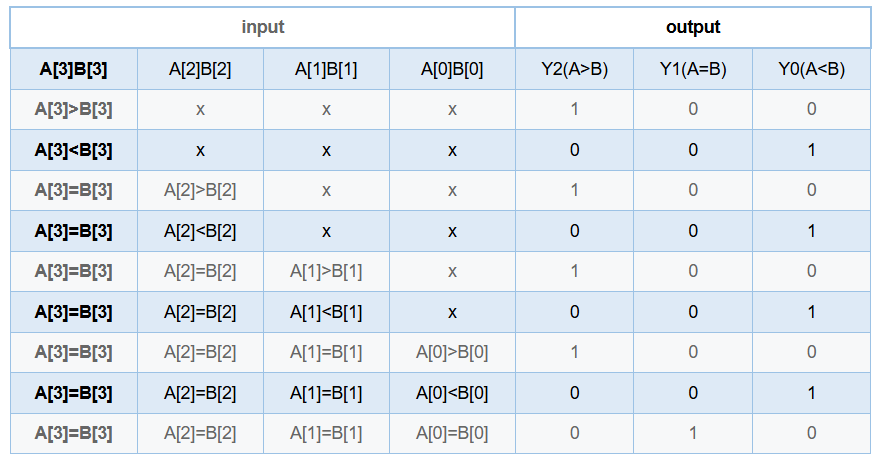 input output
A[3]B[3] A[2]B[2] A[1]B[1] A[0]B[0] Y2(A>B) Y1(A=B) Y0(A<B)
A[3]>B[3] x x x 1 0 0
A[3]<B[3] x x x 0 0 1
A[3]=B[3] A[2]>B[2] x x 1 0 0
A[3]=B[3] A[2]<B[2] x x 0 0 1
A[3]=B[3] A[2]=B[2] A[1]>B[1] x 1 0 0
A[3]=B[3] A[2]=B[2] A[1]<B[1] x 0 0 1
A[3]=B[3] A[2]=B[2] A[1]=B[1] A[0]>B[0] 1 0 0
A[3]=B[3] A[2]=B[2] A[1]=B[1] A[0]<B[0] 0 0 1
A[3]=B[3] A[2]=B[2] A[1]=B[1] A[0]=B[0] 0 1 0